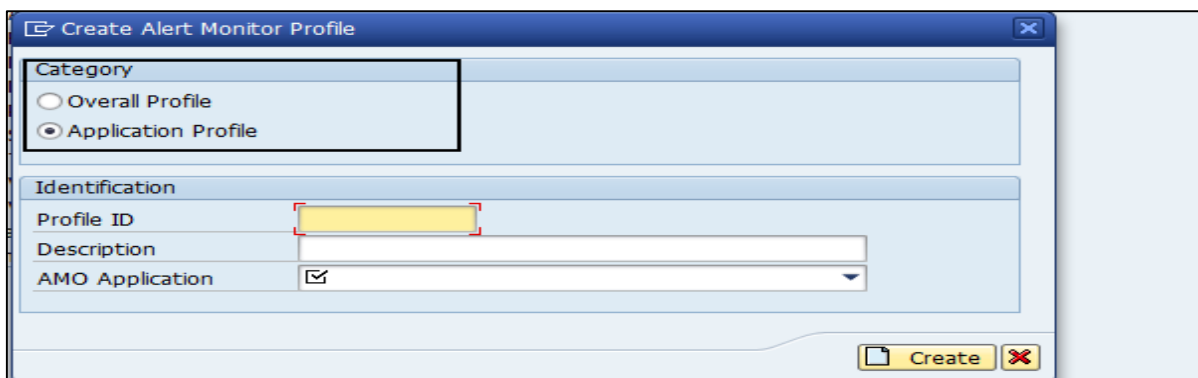 Create Alert Monitor Profile
Category
Overall Profile
Application Profile
Identification
Profile ID
Description
AMO Application
Create